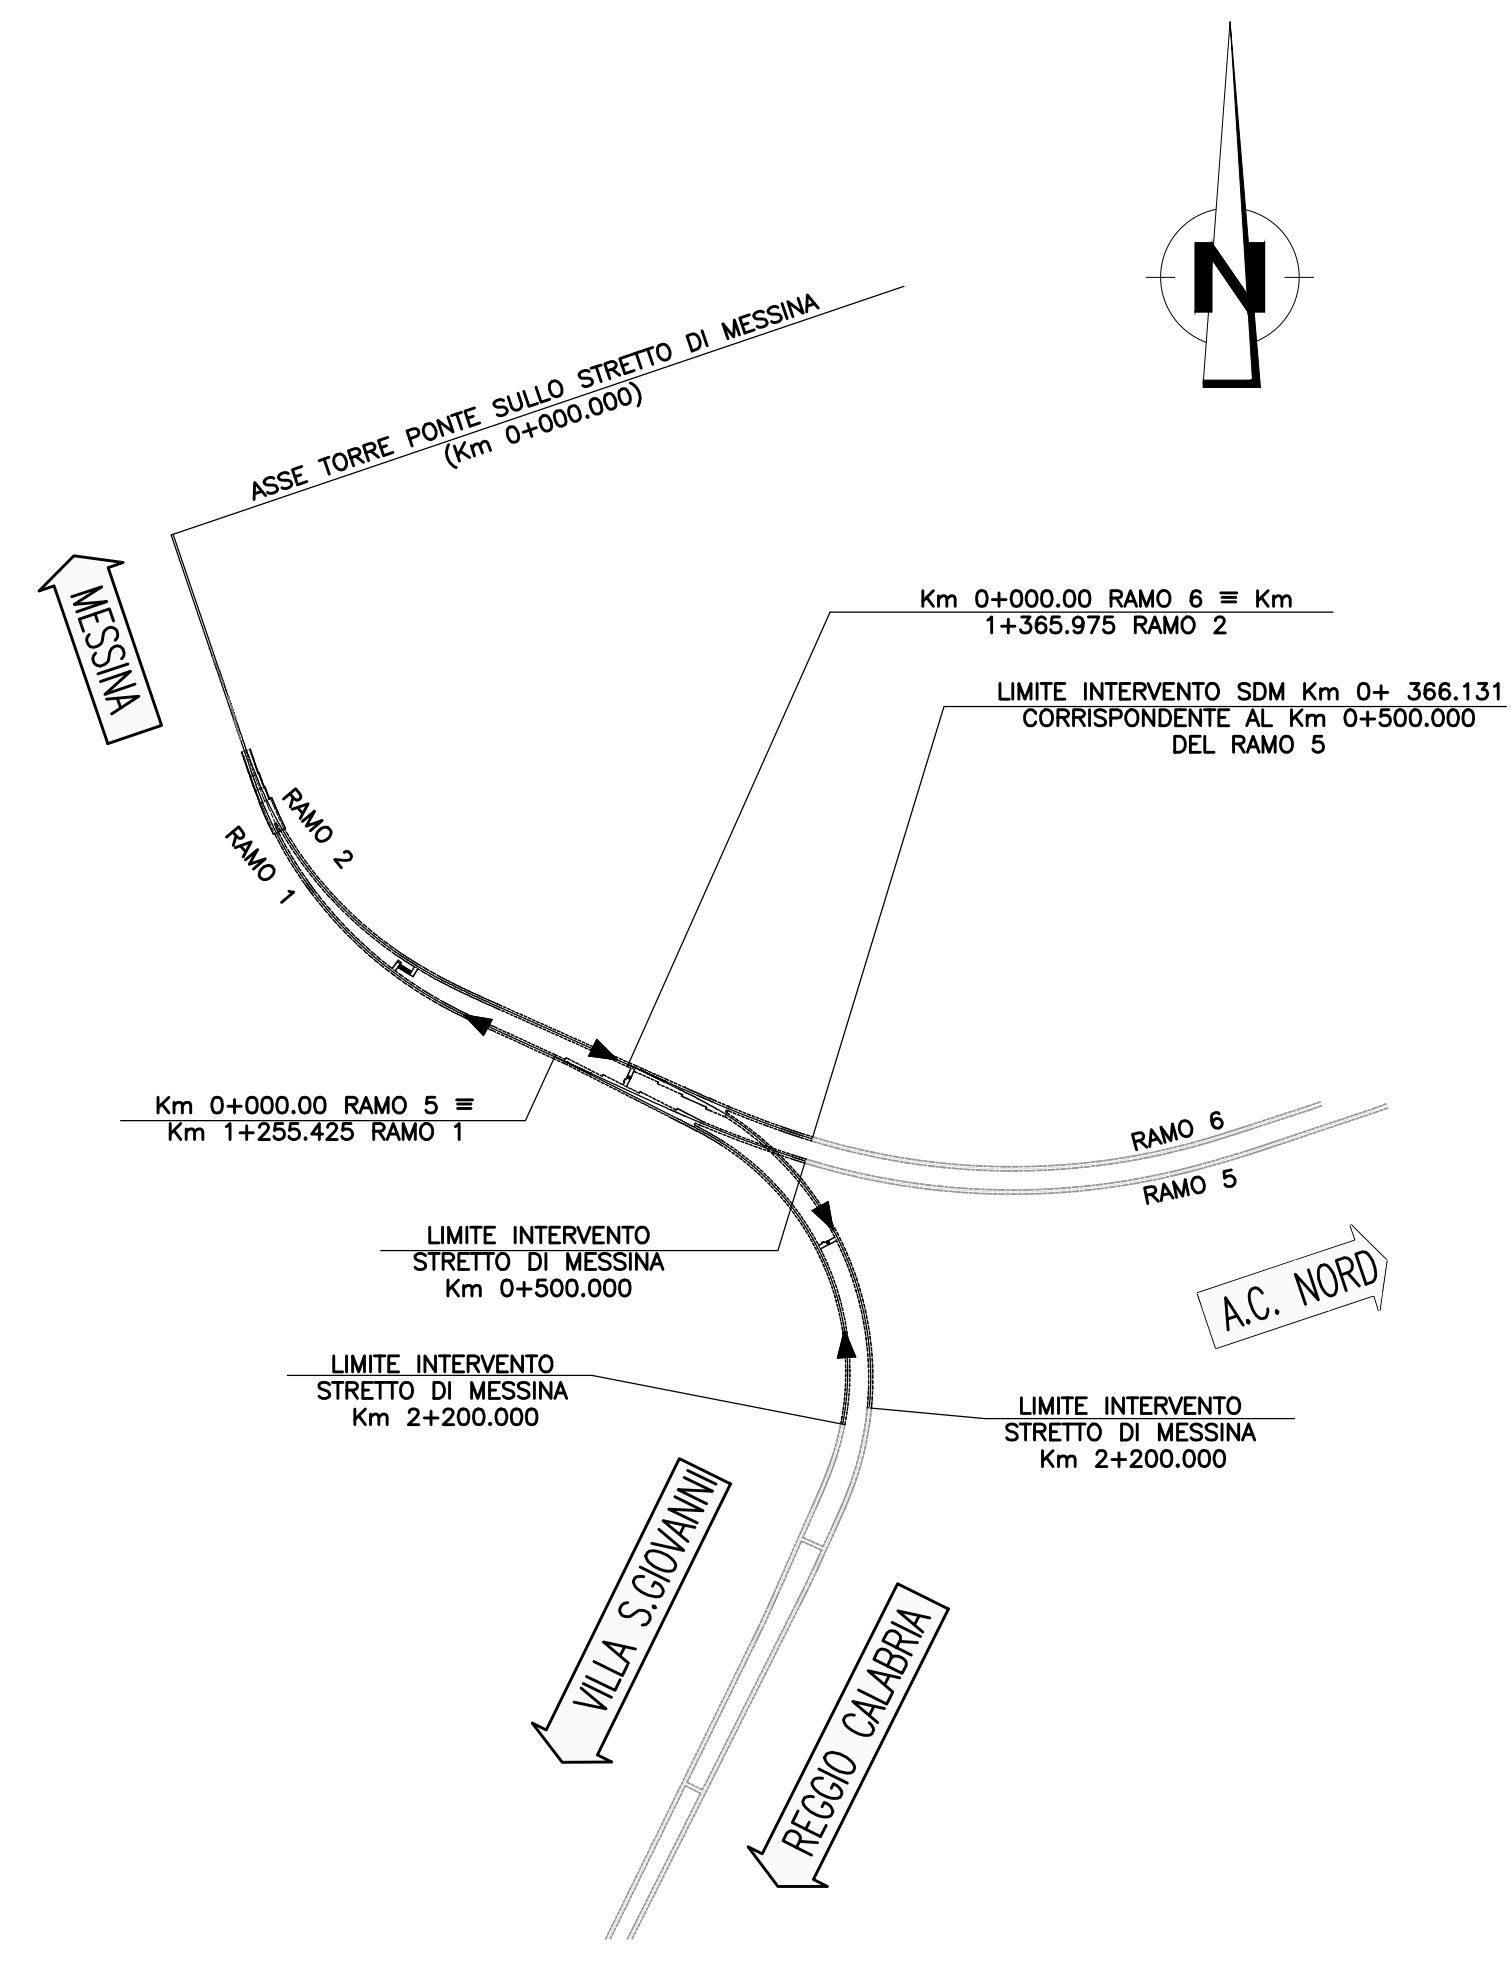 N
ASSE TORRE PONTE SULLO STRETTO DI MESSINA
(Km 0+000.000)
MESSINA
Km 0+000.00 RAMO 6 ≡ Km
1+365.975 RAMO 2
LIMITE INTERVENTO SDM Km 0+ 366.131
CORRISPONDENTE AL Km 0+500.000
DEL RAMO 5
RAMO 2
RAMO 1
Km 0+000.00 RAMO 5 ≡
Km 1+255.425 RAMO 1
RAMO 6
RAMO 5
LIMITE INTERVENTO
STRETTO DI MESSINA
Km 0+500.000
A.C. NORD
LIMITE INTERVENTO
STRETTO DI MESSINA
Km 2+200.000
LIMITE INTERVENTO
STRETTO DI MESSINA
Km 2+200.000
VILLA S.GIOVANNI
REGGIO CALABRIA